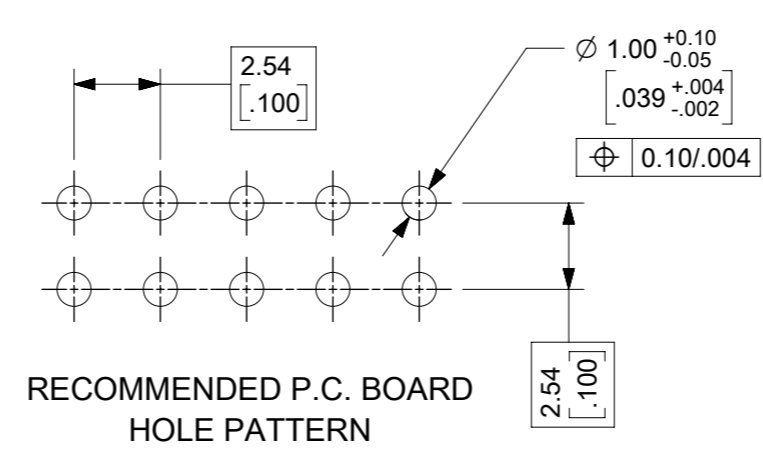 2.54
[.100]
⌀ 1.00 +0.10
-0.05
[.039 +.004
-.002]
⌖ 0.10/.004
2.54
[.100]
RECOMMENDED P.C. BOARD
HOLE PATTERN